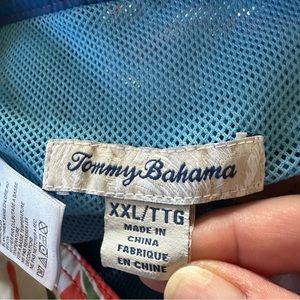 Tommy Bahama
XXL/TTG
MADE IN
CHINA
FABRIQUE
EN CHINE